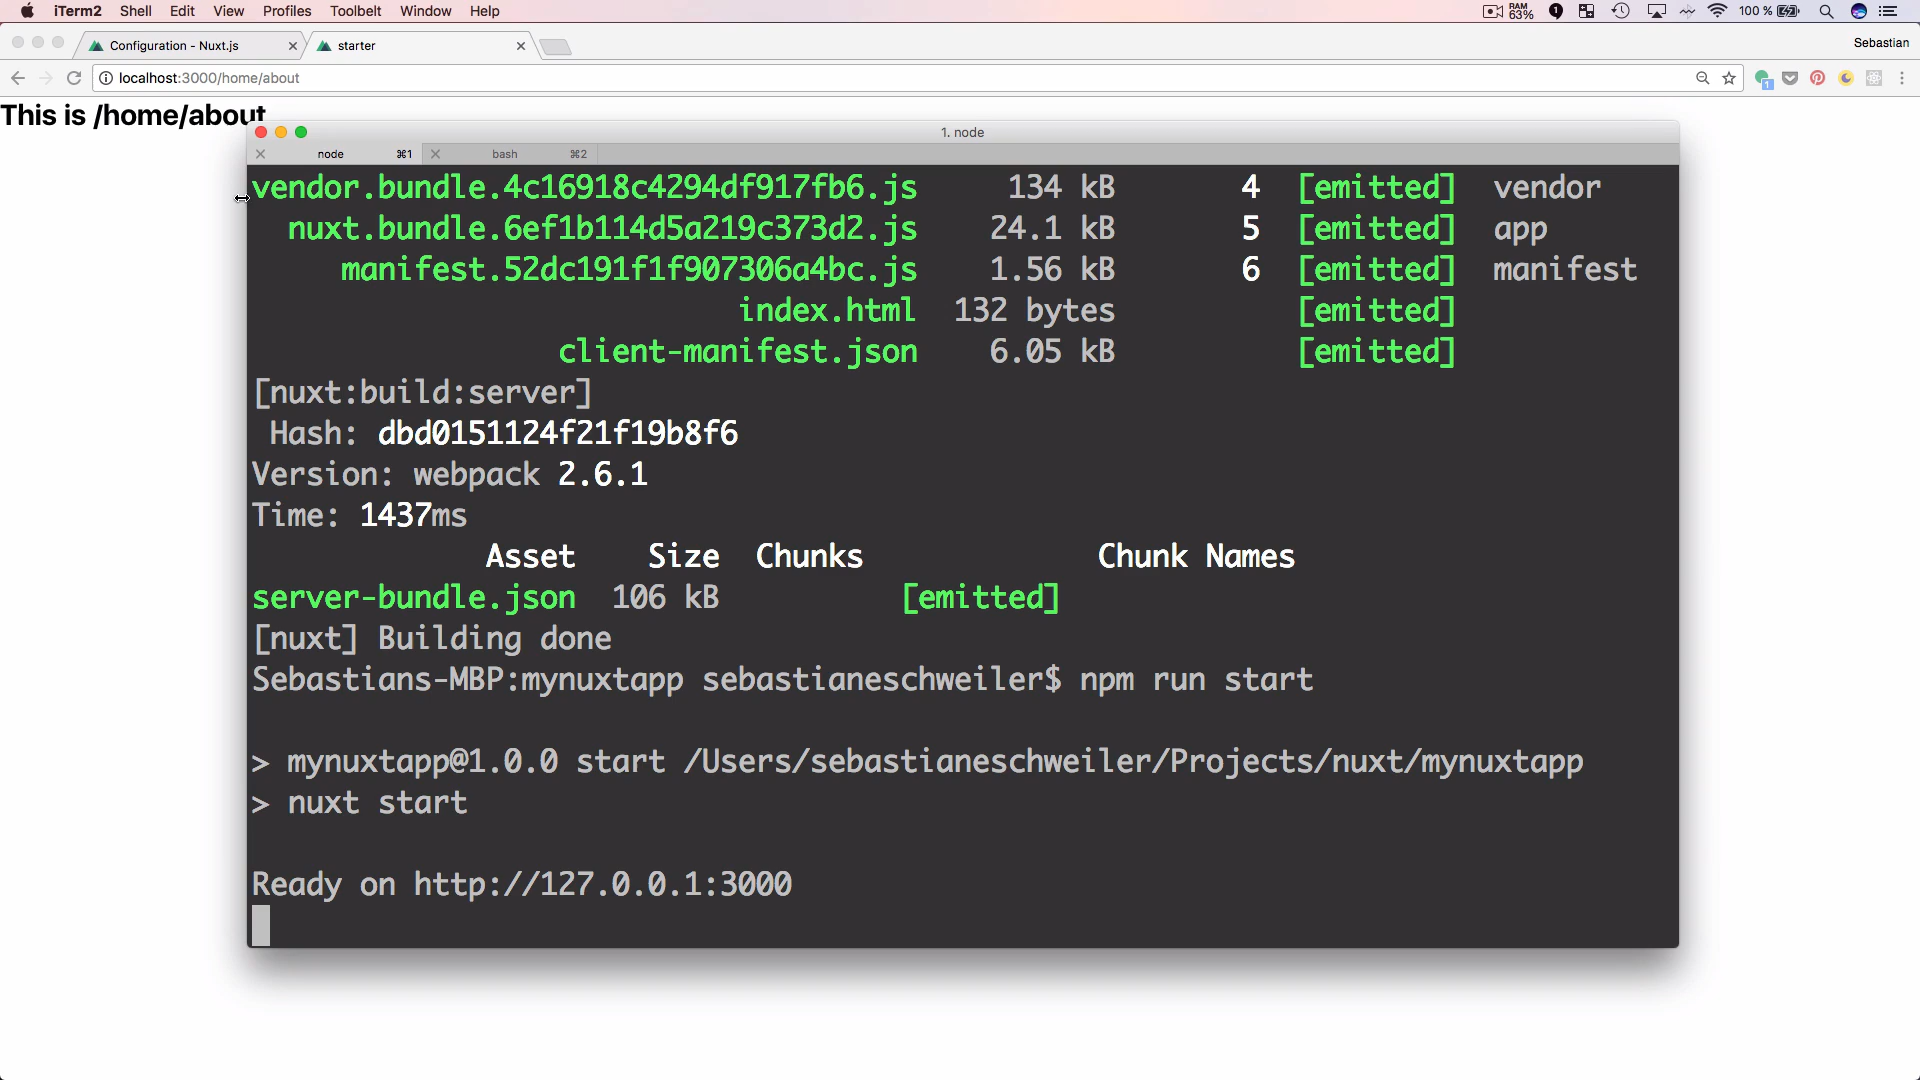 iTerm2 Shell Edit View Profiles Toolbelt Window Help RAM 63% 100 %
Configuration - Nuxt.js starter Sebastian
localhost:3000/home/about 1
This is /home/about
1. node
node ⌘1 bash ⌘2
vendor.bundle.4c16918c4294df917fb6.js 134 kB 4 [emitted] vendor
nuxt.bundle.6ef1b114d5a219c373d2.js 24.1 kB 5 [emitted] app
manifest.52dc191f1f907306a4bc.js 1.56 kB 6 [emitted] manifest
index.html 132 bytes [emitted]
client-manifest.json 6.05 kB [emitted]
[nuxt:build:server]
Hash: dbd0151124f21f19b8f6
Version: webpack 2.6.1
Time: 1437ms
Asset Size Chunks Chunk Names
server-bundle.json 106 kB [emitted]
[nuxt] Building done
Sebastians-MBP:mynuxtapp sebastianeschweiler$ npm run start
> mynuxtapp@1.0.0 start /Users/sebastianeschweiler/Projects/nuxt/mynuxtapp
> nuxt start
Ready on http://127.0.0.1:3000